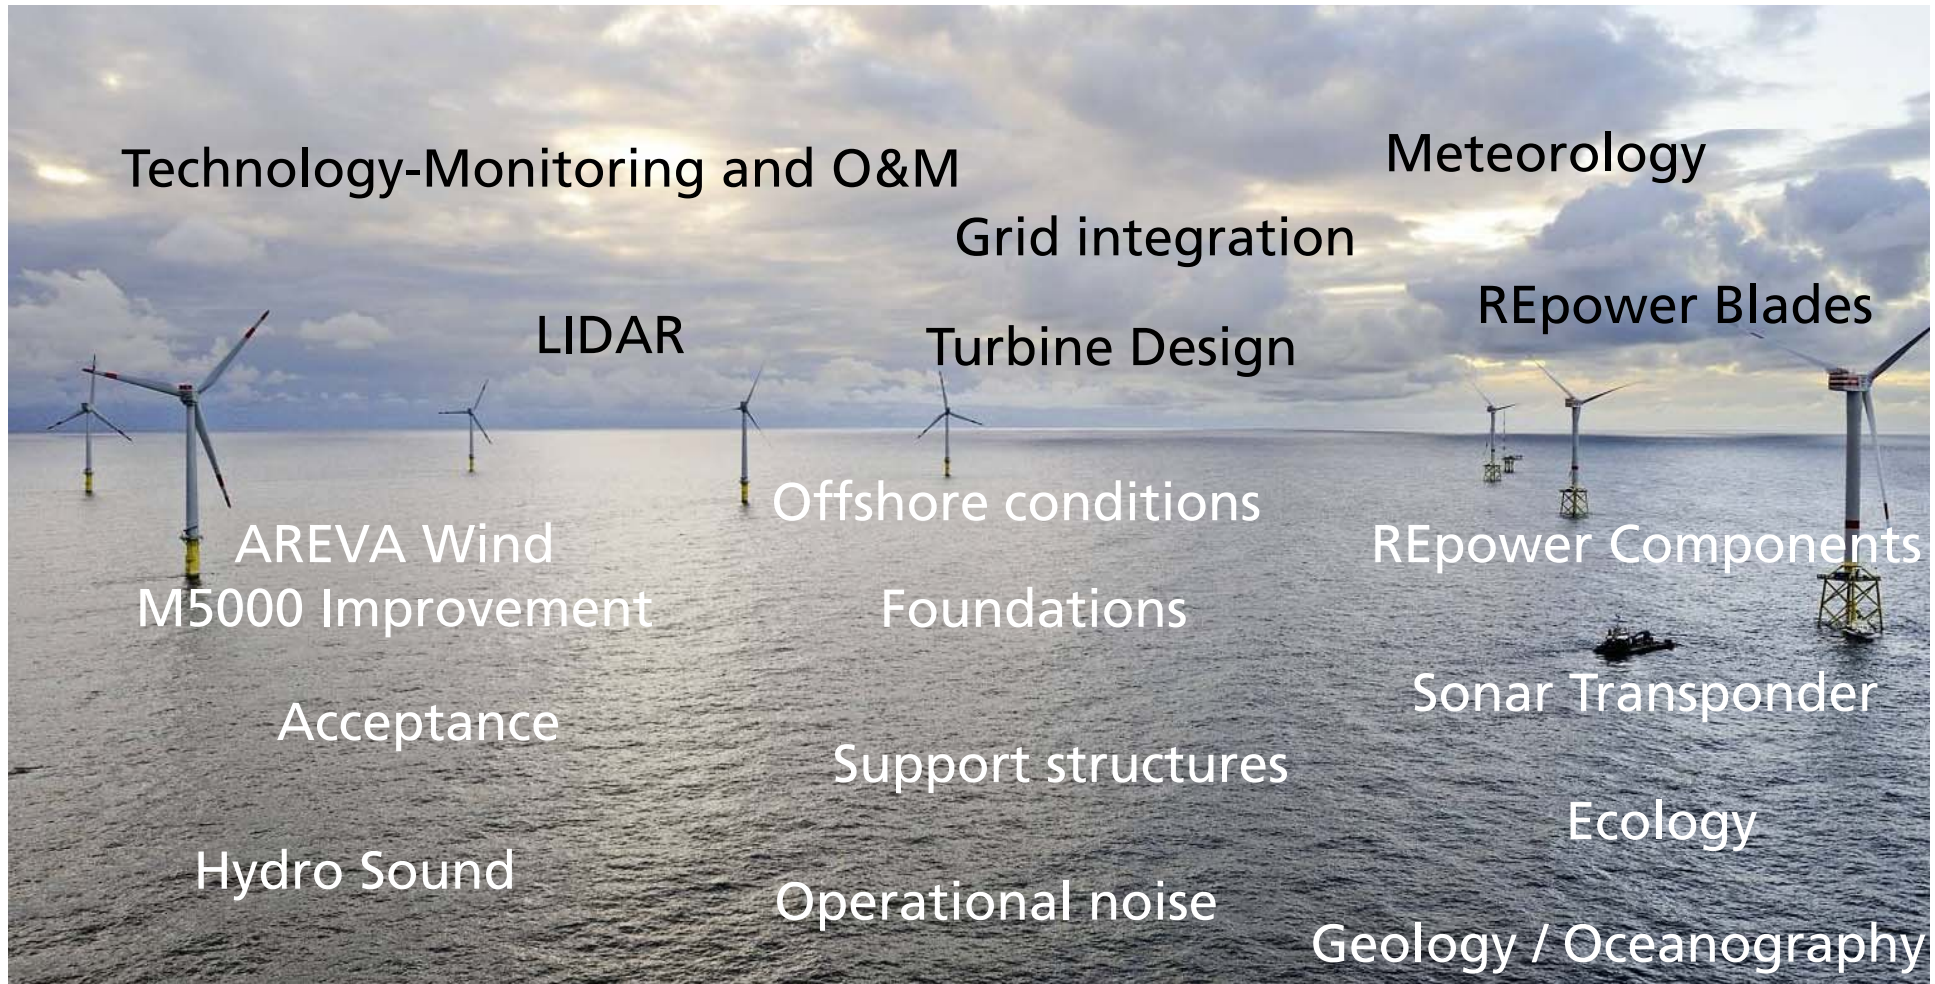 Technology-Monitoring and O&M
Meteorology
Grid integration
REpower Blades
LIDAR
Turbine Design
Offshore conditions
AREVA Wind
M5000 Improvement
REpower Components
Foundations
Sonar Transponder
Acceptance
Support structures
Ecology
Hydro Sound
Operational noise
Geology / Oceanography